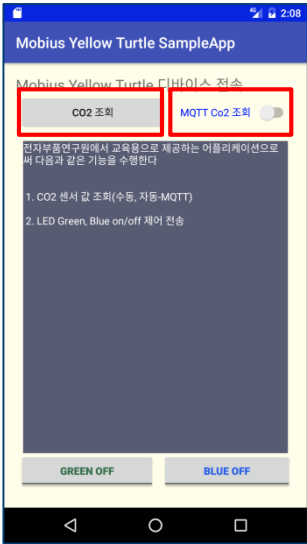 2:08
Mobius Yellow Turtle SampleApp
Mobius Yellow Turtle 디바이스 전송
CO2 조회
MQTT Co2 조회
전자부품연구원에서 교육용으로 제공하는 어플리케이션으로
써 다음과 같은 기능을 수행한다
1. CO2 센서 값 조회(수동, 자동-MQTT)
2. LED Green, Blue on/off 제어 전송
GREEN OFF
BLUE OFF